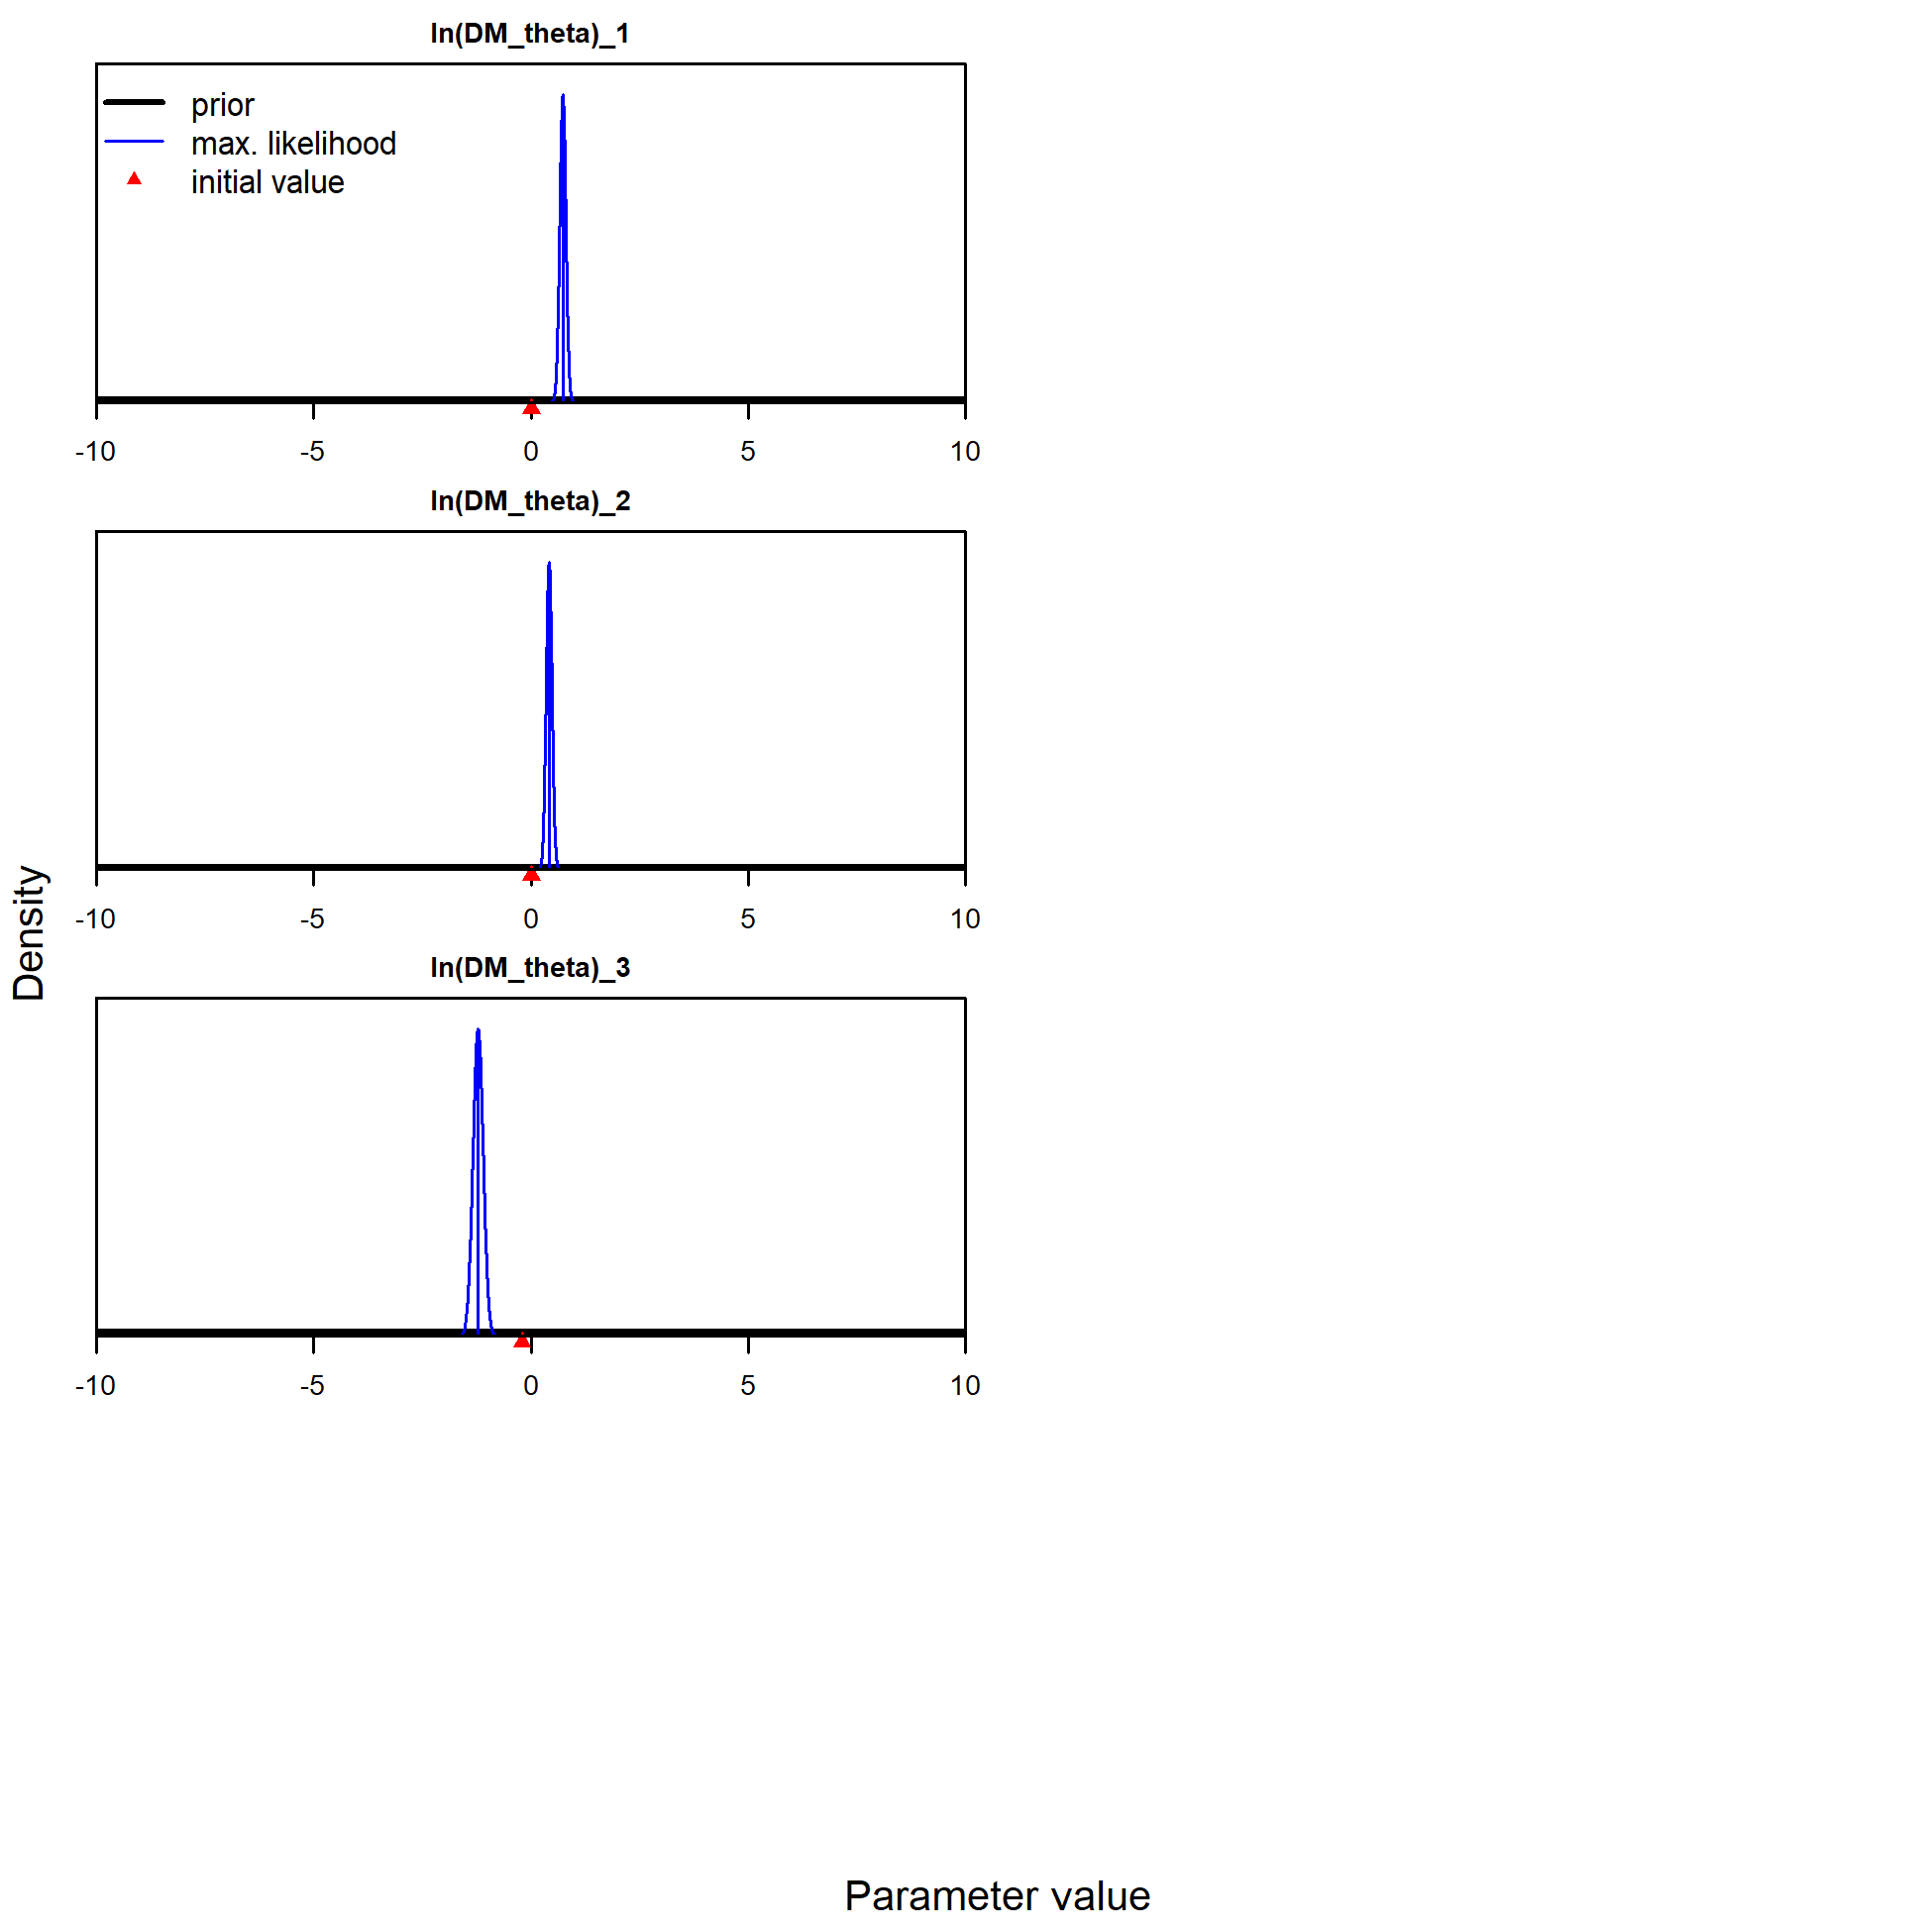 ln(DM_theta)_1
prior
max. likelihood
initial value
-10 -5 0 5 10
ln(DM_theta)_2
-10 -5 0 5 10
ln(DM_theta)_3
-10 -5 0 5 10
Density
Parameter value